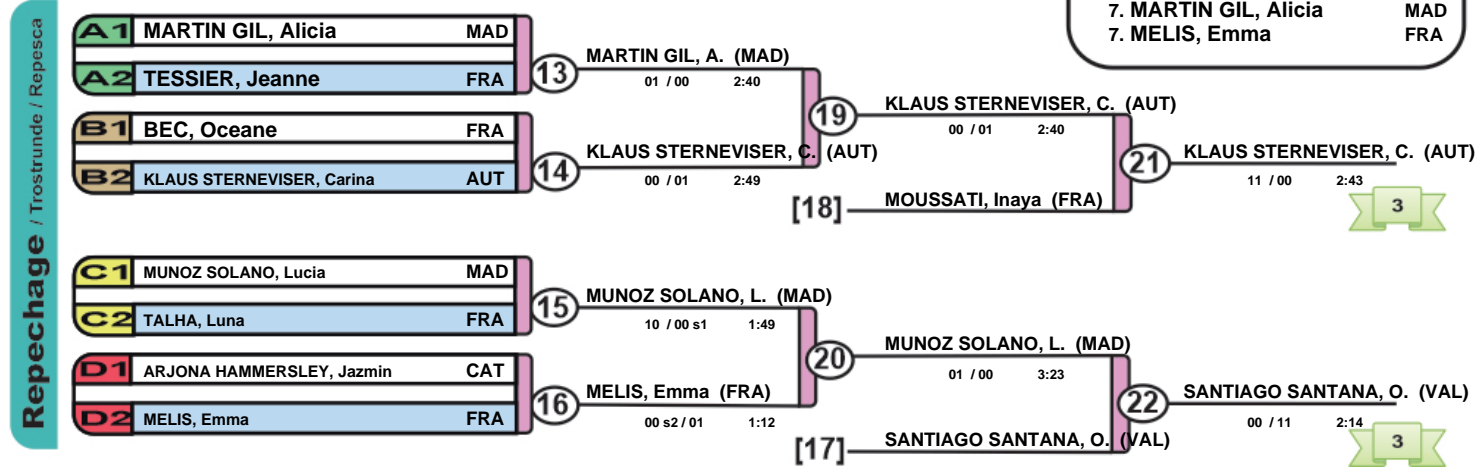 Repechage / Trostrunde / Repesca
7. MARTIN GIL, Alicia MAD
7. MELIS, Emma FRA
A1 MARTIN GIL, Alicia MAD
A2 TESSIER, Jeanne FRA
13
MARTIN GIL, A. (MAD)
01 / 00 2:40
B1 BEC, Oceane FRA
B2 KLAUS STERNEVISER, Carina AUT
14
KLAUS STERNEVISER, C. (AUT)
00 / 01 2:49
19
KLAUS STERNEVISER, C. (AUT)
00 / 01 2:40
[18] MOUSSATI, Inaya (FRA)
21
KLAUS STERNEVISER, C. (AUT)
11 / 00 2:43
3
C1 MUNOZ SOLANO, Lucia MAD
C2 TALHA, Luna FRA
15
MUNOZ SOLANO, L. (MAD)
10 / 00 s1 1:49
D1 ARJONA HAMMERSLEY, Jazmin CAT
D2 MELIS, Emma FRA
16
MELIS, Emma (FRA)
00 s2 / 01 1:12
20
MUNOZ SOLANO, L. (MAD)
01 / 00 3:23
[17] SANTIAGO SANTANA, O. (VAL)
22
SANTIAGO SANTANA, O. (VAL)
00 / 11 2:14
3